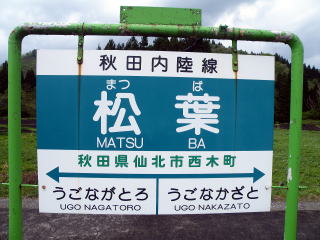 秋田内陸線
まつ ば
松葉
MATSU BA
秋田県仙北市西木町
うごながとろ うごなかざと
UGO NAGATORO UGO NAKAZATO